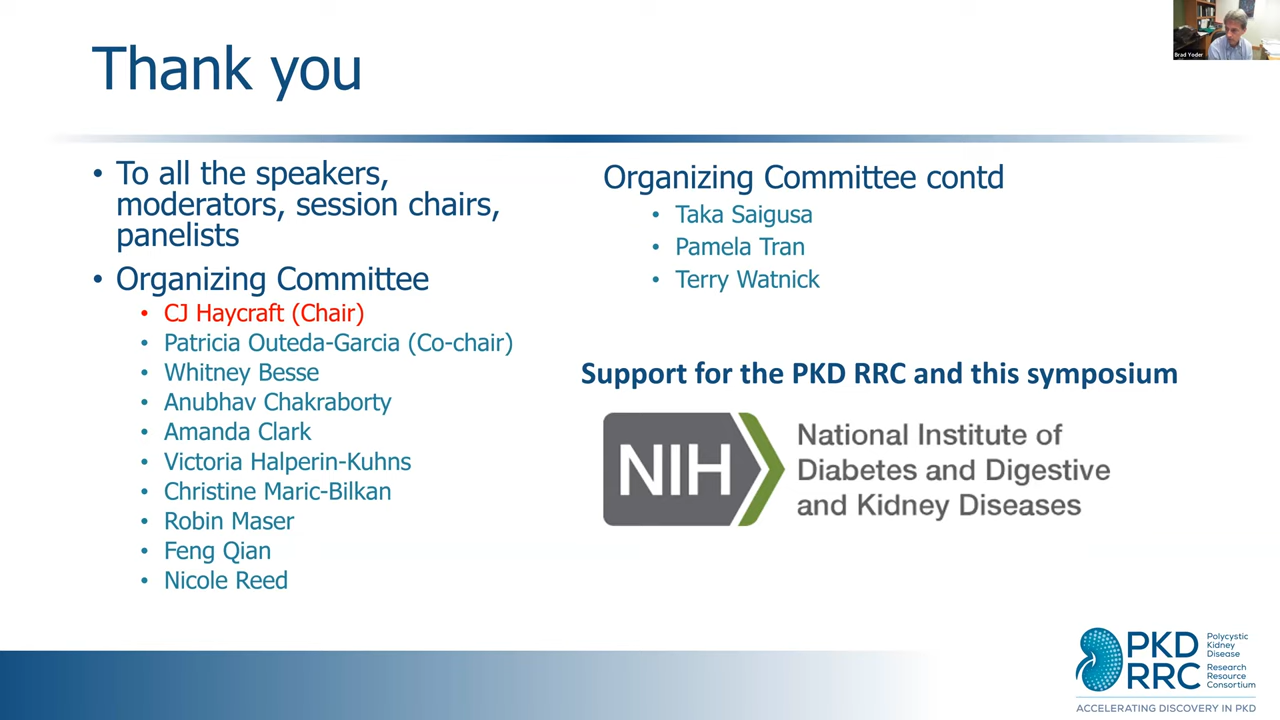 Thank you
Brad Yoder
• To all the speakers,
moderators, session chairs,
panelists
• Organizing Committee
• CJ Haycraft (Chair)
• Patricia Outeda-Garcia (Co-chair)
• Whitney Besse
• Anubhav Chakraborty
• Amanda Clark
• Victoria Halperin-Kuhns
• Christine Maric-Bilkan
• Robin Maser
• Feng Qian
• Nicole Reed
Organizing Committee contd
• Taka Saigusa
• Pamela Tran
• Terry Watnick
Support for the PKD RRC and this symposium
NIH
National Institute of
Diabetes and Digestive
and Kidney Diseases
PKD
RRC
Polycystic
Kidney
Disease
Research
Resource
Consortium
ACCELERATING DISCOVERY IN PKD